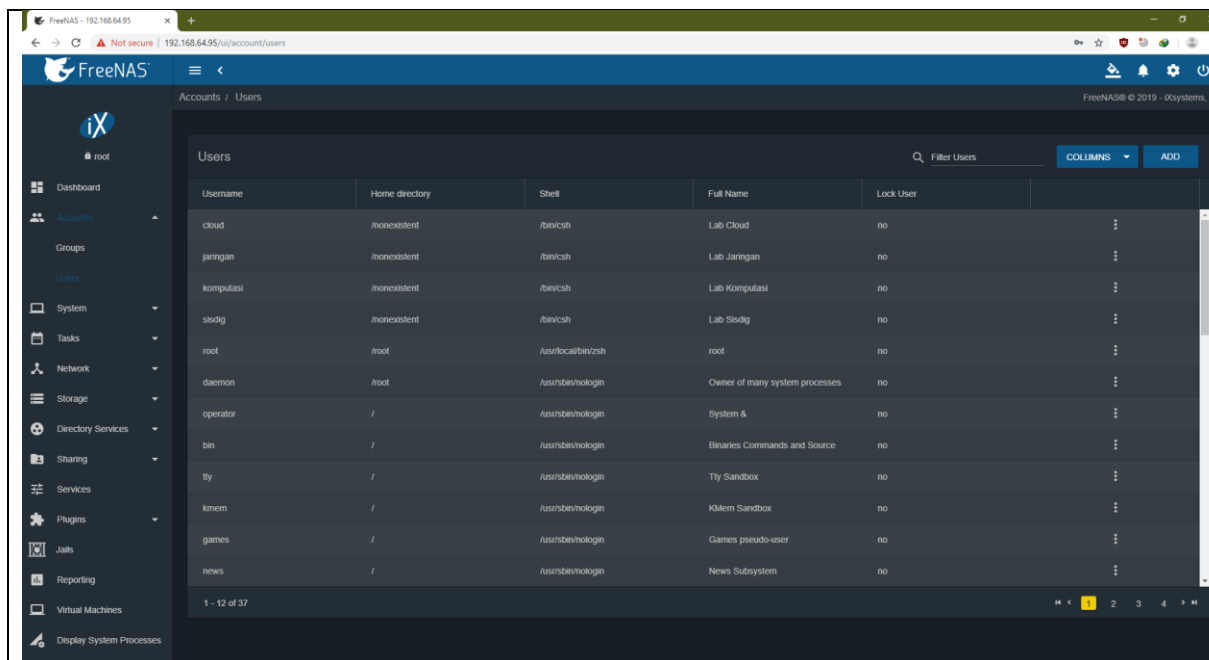 FreeNAS - 192.168.64.95
Not secure | 192.168.64.95/ui/account/users
FreeNAS
Accounts / Users
FreeNAS® © 2019 - iXsystems,
iX
root
Users
Filter Users
COLUMNS
ADD
Dashboard
Accounts
Groups
Users
System
Tasks
Network
Storage
Directory Services
Sharing
Services
Plugins
Jails
Reporting
Virtual Machines
Display System Processes
Username Home directory Shell Full Name Lock User
cloud /nonexistent /bin/csh Lab Cloud no
jaringan /nonexistent /bin/csh Lab Jaringan no
komputasi /nonexistent /bin/csh Lab Komputasi no
sisdig /nonexistent /bin/csh Lab Sisdig no
root /root /usr/local/bin/zsh root no
daemon /root /usr/sbin/nologin Owner of many system processes no
operator / /usr/sbin/nologin System & no
bin / /usr/sbin/nologin Binaries Commands and Source no
tty / /usr/sbin/nologin Tty Sandbox no
kmem / /usr/sbin/nologin KMem Sandbox no
games / /usr/sbin/nologin Games pseudo-user no
news / /usr/sbin/nologin News Subsystem no
1 - 12 of 37
1 2 3 4